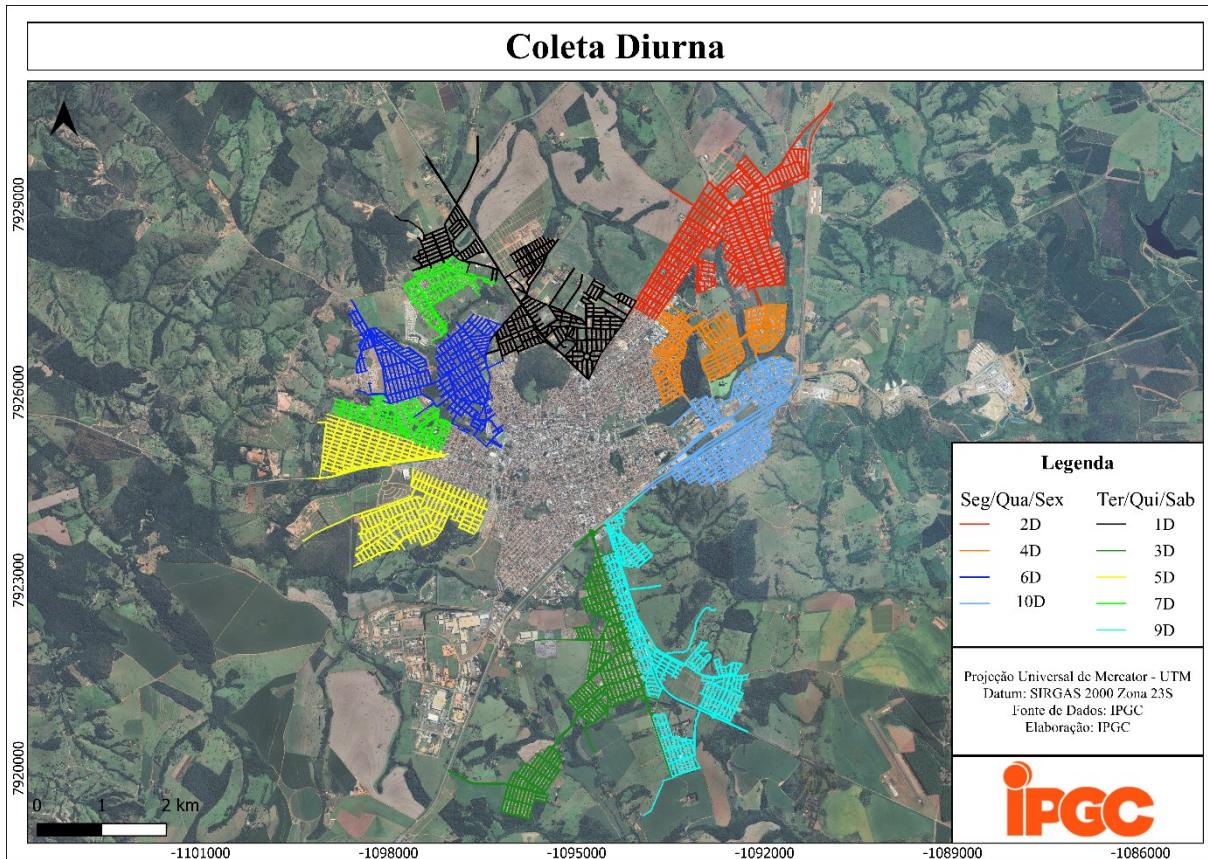 Coleta Diurna
7929000
7926000
7923000
7920000
0 1 2 km
-1101000 -1098000 -1095000 -1092000 -1089000 -1086000
Legenda
Seg/Qua/Sex Ter/Qui/Sab
2D 1D
4D 3D
6D 5D
10D 7D
9D
Projeção Universal de Mercator - UTM
Datum: SIRGAS 2000 Zona 23S
Fonte de Dados: IPGC
Elaboração: IPGC
iPGC